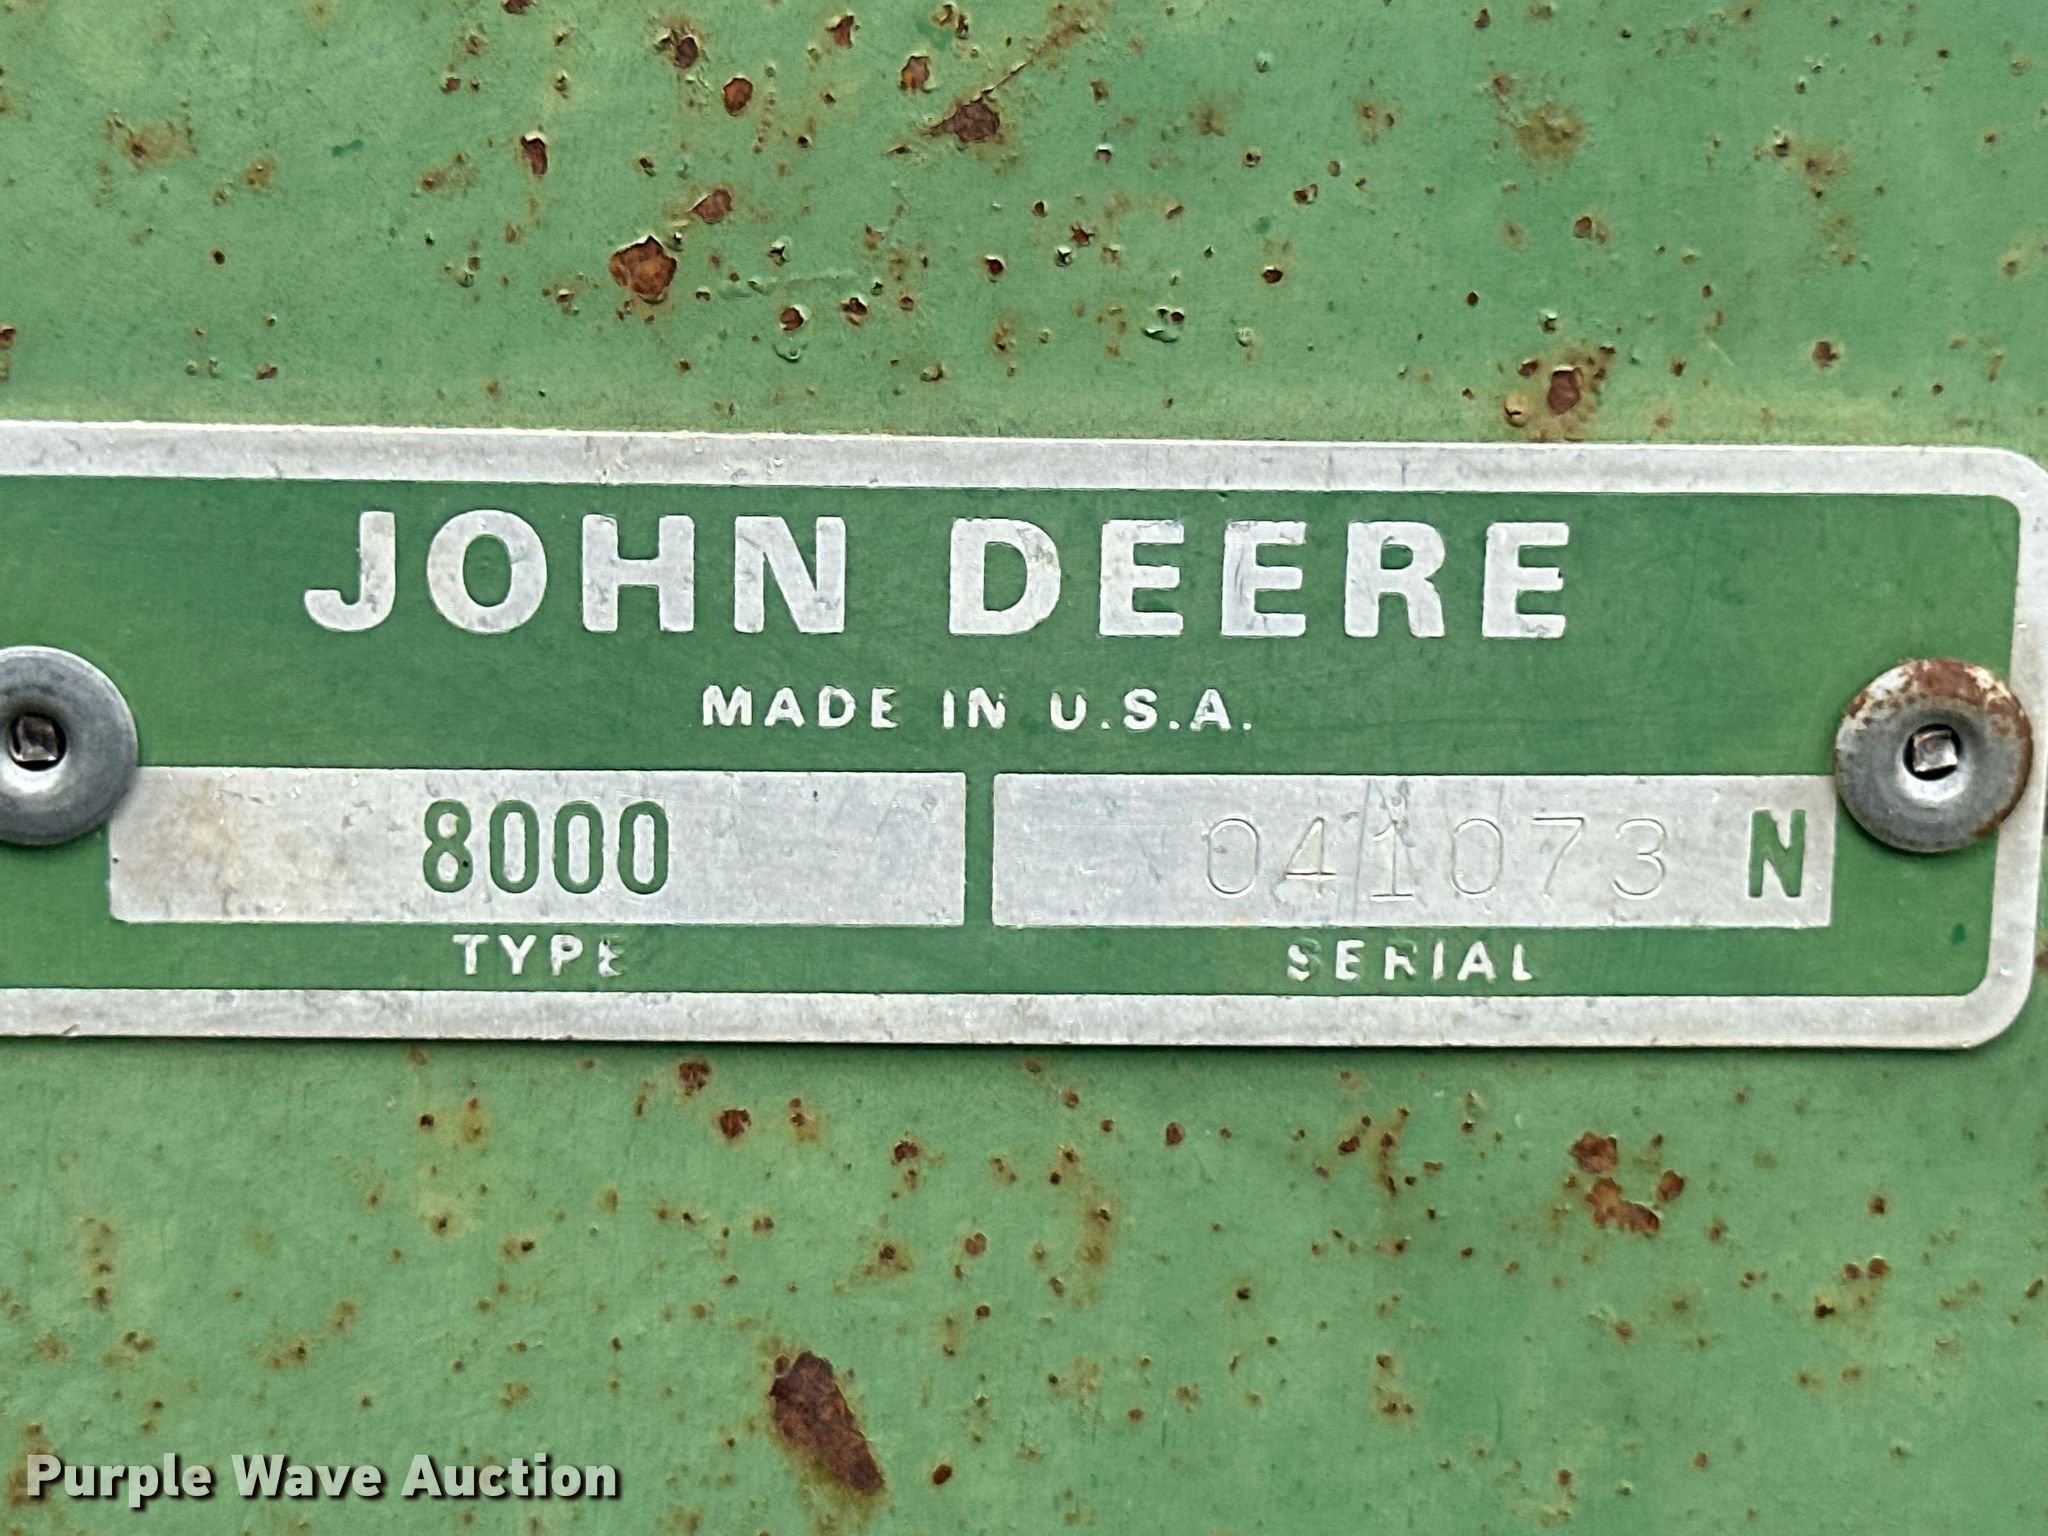 JOHN DEERE
MADE IN U.S.A.
8000 041073 N
TYPE SERIAL
Purple Wave Auction